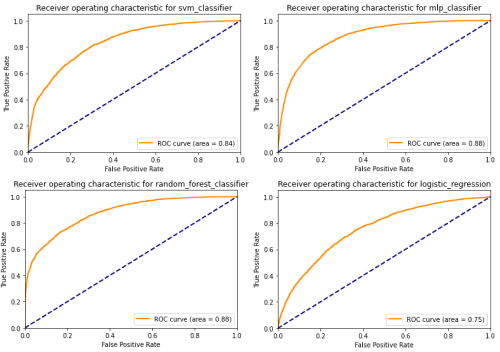 Receiver operating characteristic for svm_classifier
1.0
0.8
0.6
0.4
0.2
0.0
True Positive Rate
ROC curve (area = 0.84)
0.0 0.2 0.4 0.6 0.8 1.0
False Positive Rate
Receiver operating characteristic for mlp_classifier
1.0
0.8
0.6
0.4
0.2
0.0
True Positive Rate
ROC curve (area = 0.88)
0.0 0.2 0.4 0.6 0.8 1.0
False Positive Rate
Receiver operating characteristic for random_forest_classifier
1.0
0.8
0.6
0.4
0.2
0.0
True Positive Rate
ROC curve (area = 0.88)
0.0 0.2 0.4 0.6 0.8 1.0
False Positive Rate
Receiver operating characteristic for logistic_regression
1.0
0.8
0.6
0.4
0.2
0.0
True Positive Rate
ROC curve (area = 0.75)
0.0 0.2 0.4 0.6 0.8 1.0
False Positive Rate